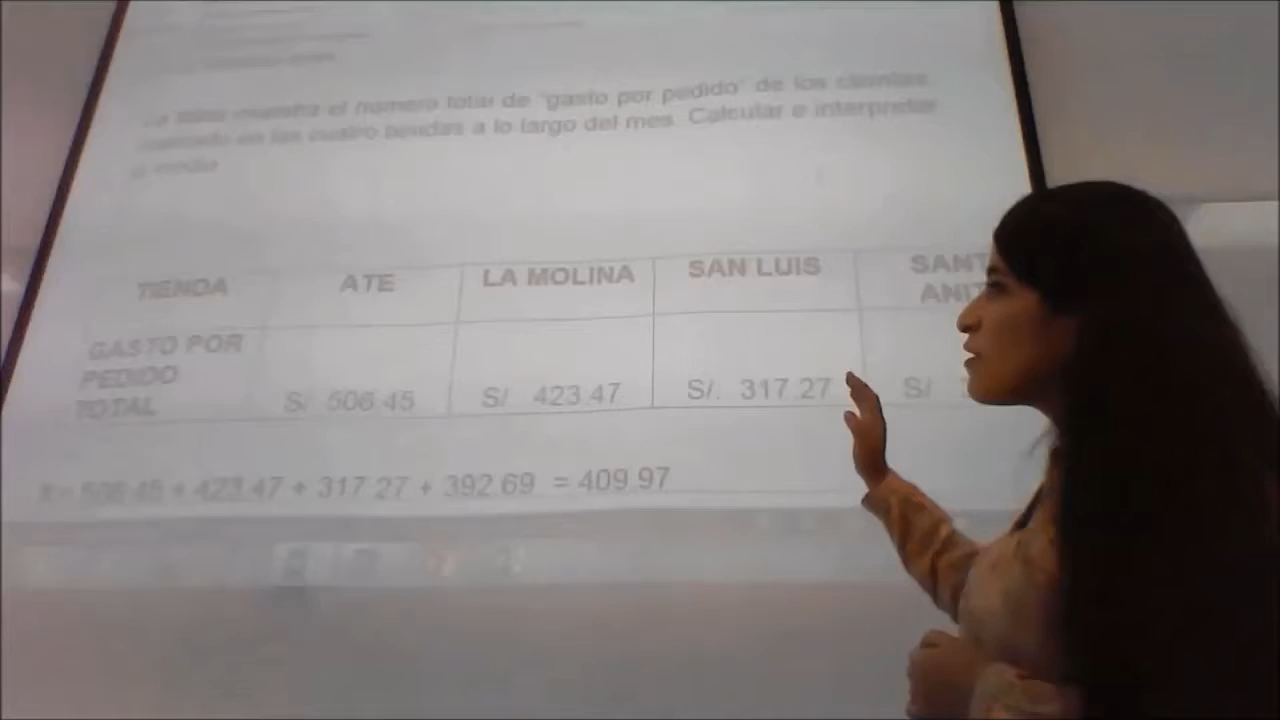 muestra el número total de "gasto por pedido" de los clientes
en las cuatro tiendas a lo largo del mes. Calcular e interpretar
TIENDA ATE LA MOLINA SAN LUIS SANT
ANIT
GASTO POR
PEDIDO
TOTAL S/ 506.45 S/ 423.47 S/. 317.27 S/
506.45 + 423.47 + 317.27 + 392.69 = 409.97